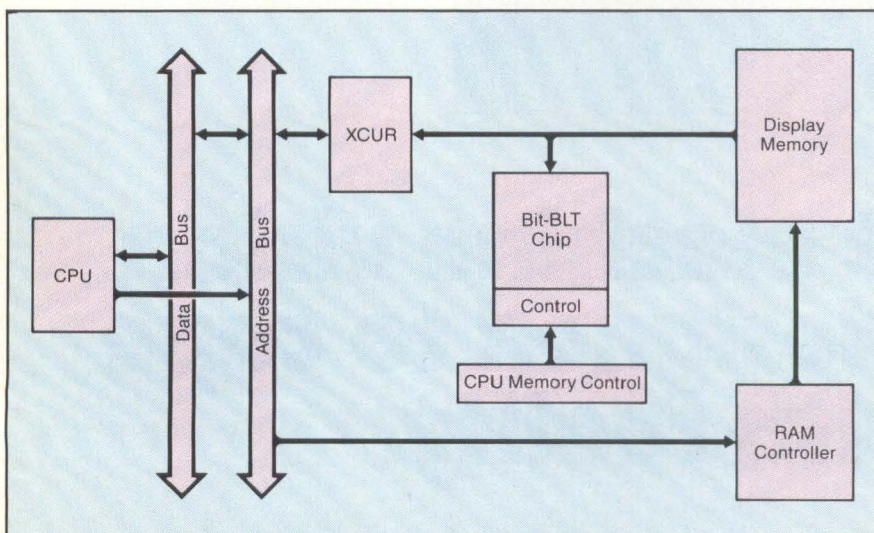 CPU
Data Bus
Address Bus
XCUR
Bit-BLT
Chip
Control
CPU Memory Control
Display
Memory
RAM
Controller